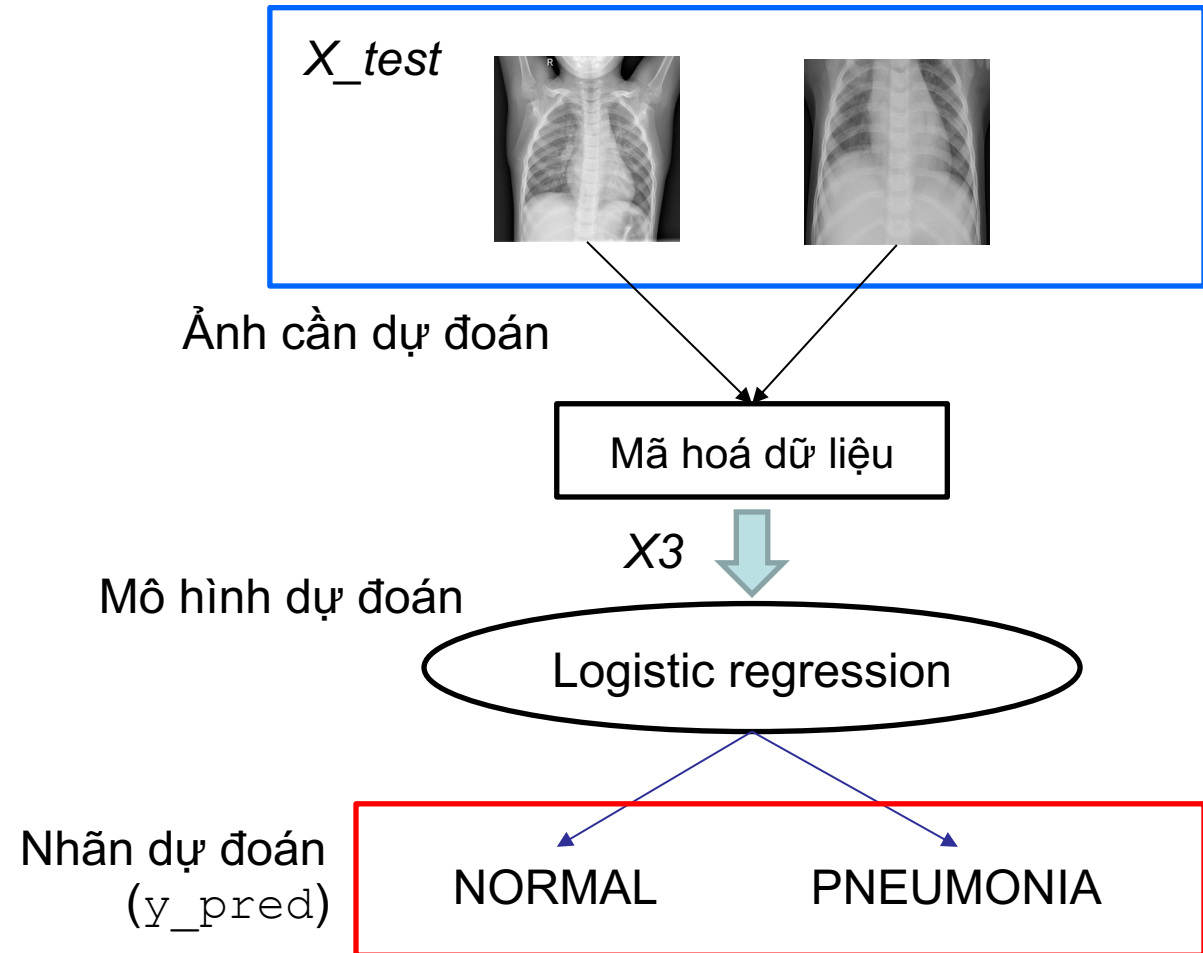 X_test
R
Ảnh cần dự đoán
Mã hoá dữ liệu
X3
Mô hình dự đoán
Logistic regression
Nhãn dự đoán
(y_pred)
NORMAL
PNEUMONIA